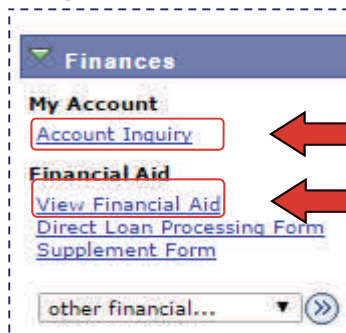 Finances
My Account
Account Inquiry
Financial Aid
View Financial Aid
Direct Loan Processing Form
Supplement Form
other financial...